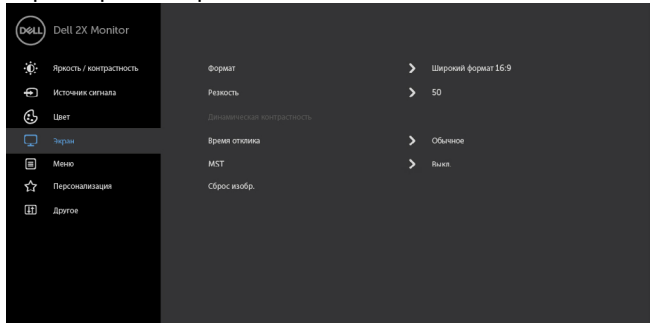 DELL Dell 2X Monitor
Яркость / контрастность
Формат Широкий формат 16:9
Источник сигнала
Резкость 50
Цвет
Динамическая контрастность
Экран
Время отклика Обычное
Меню
MST Выкл.
Персонализация
Сброс изобр.
Другое